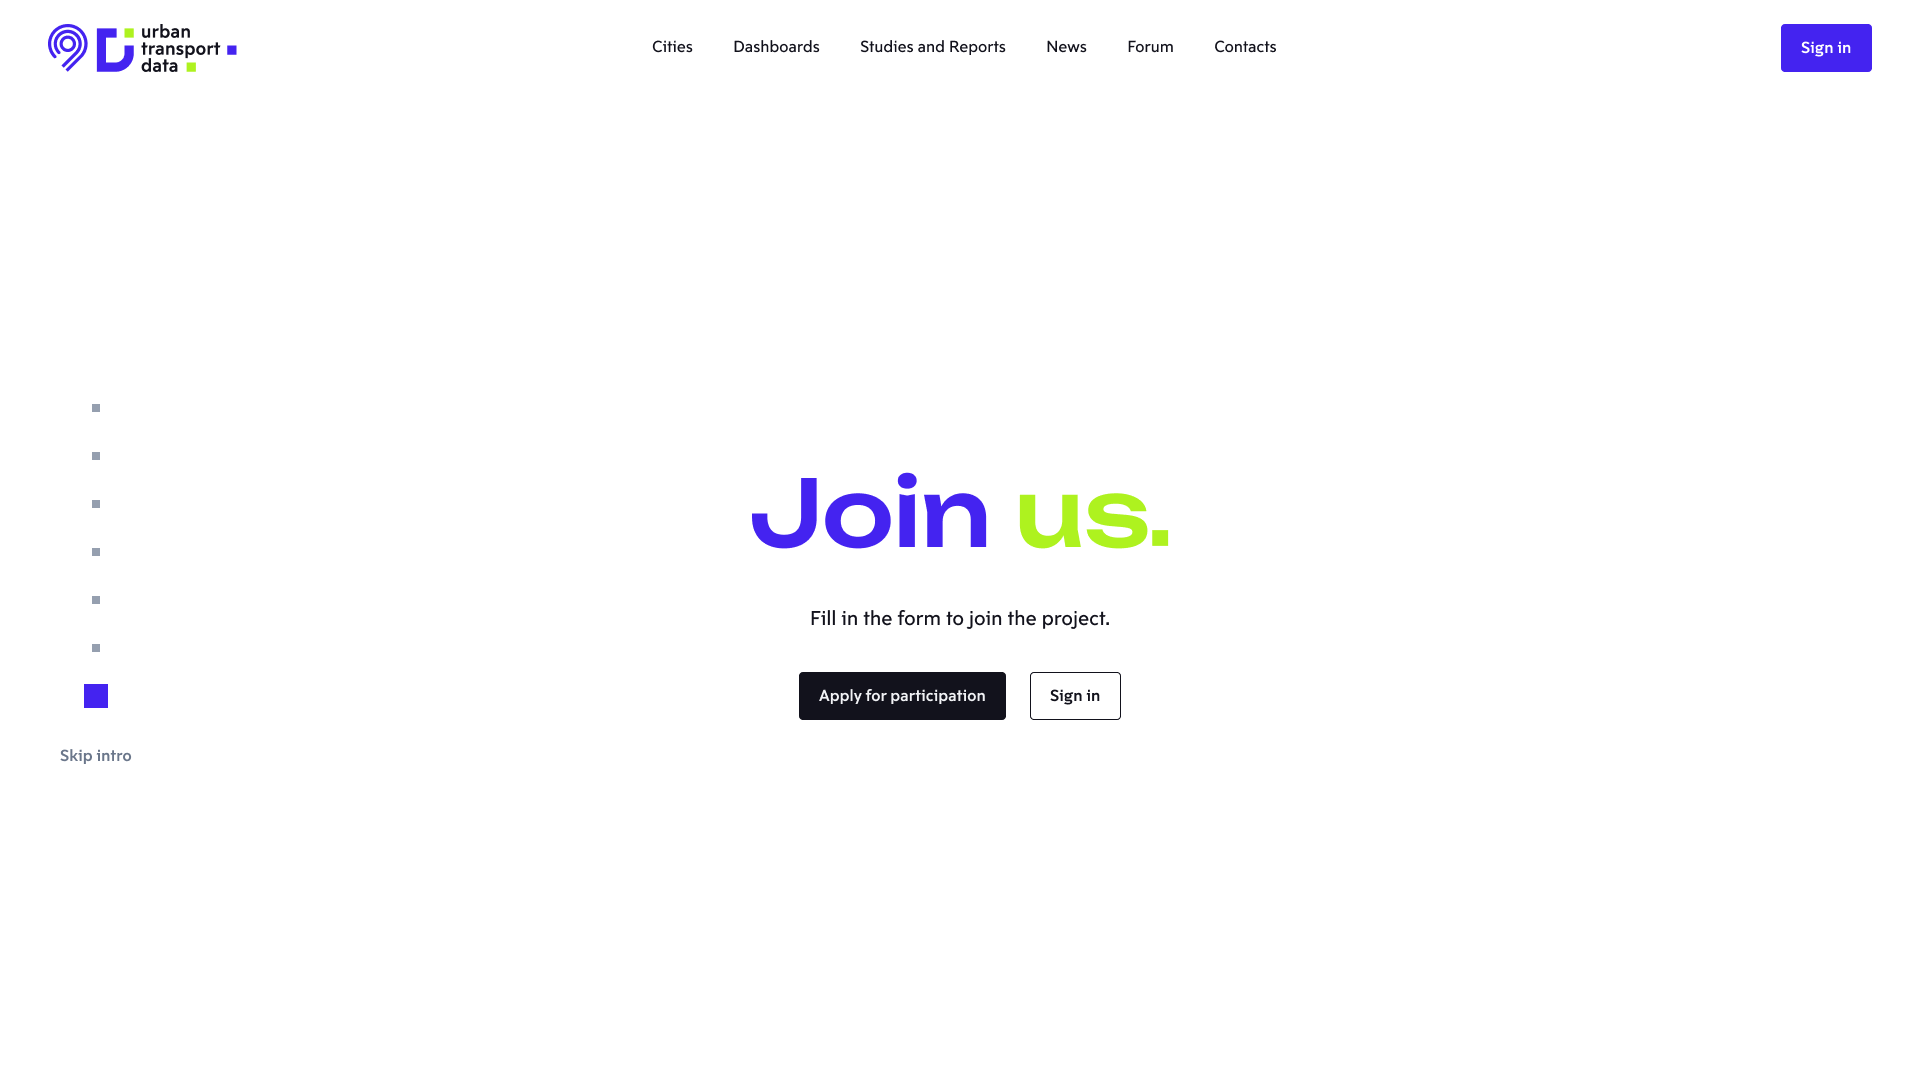 urban
transport
data
Cities
Dashboards
Studies and Reports
News
Forum
Contacts
Sign in
Join us.
Fill in the form to join the project.
Apply for participation
Sign in
Skip intro